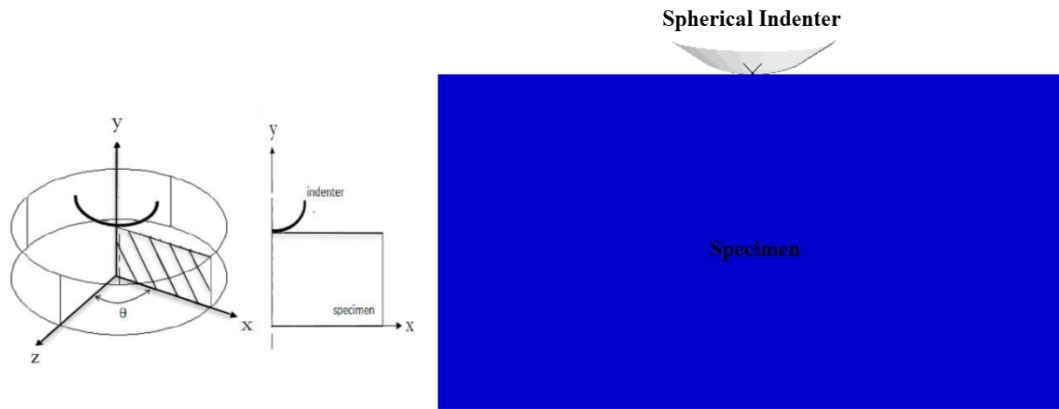 Spherical Indenter
y
θ
x
z
y
indenter
specimen
x
Specimen